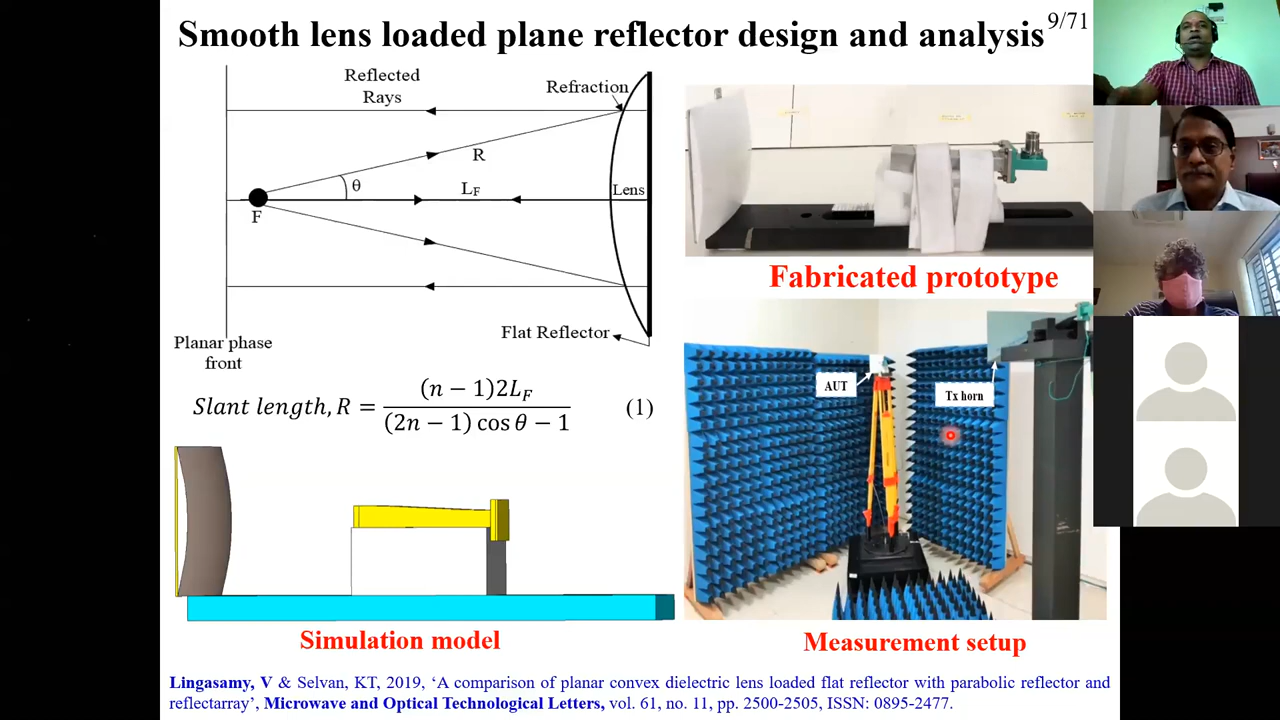 Smooth lens loaded plane reflector design and analysis
9/71
Reflected
Rays
Refraction
R
θ
L_F
Lens
F
Flat Reflector
Planar phase
front
Slant length, R = (n − 1)2L_F / ((2n − 1) cos θ − 1) (1)
Simulation model
Fabricated prototype
AUT
Tx horn
Measurement setup
Lingasamy, V & Selvan, KT, 2019, ‘A comparison of planar convex dielectric lens loaded flat reflector with parabolic reflector and
reflectarray’, Microwave and Optical Technological Letters, vol. 61, no. 11, pp. 2500-2505, ISSN: 0895-2477.